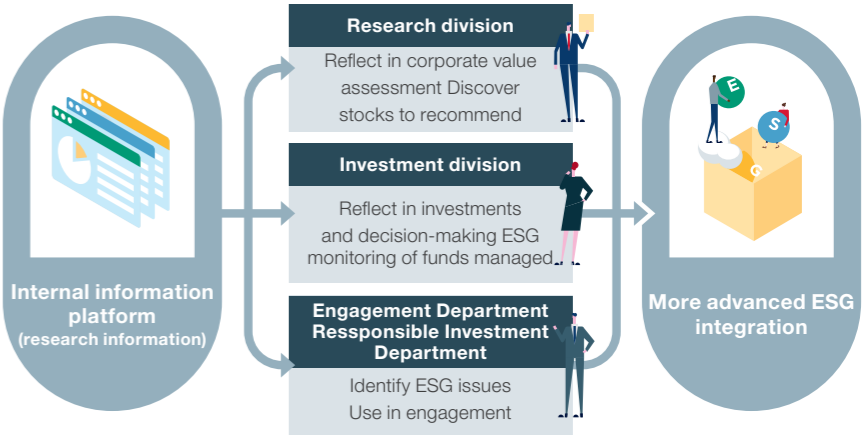 Internal information
platform
(research information)
Research division
Reflect in corporate value
assessment Discover
stocks to recommend
Investment division
Reflect in investments
and decision-making ESG
monitoring of funds managed
Engagement Department
Ressponsible Investment
Department
Identify ESG issues
Use in engagement
E
S
G
More advanced ESG
integration